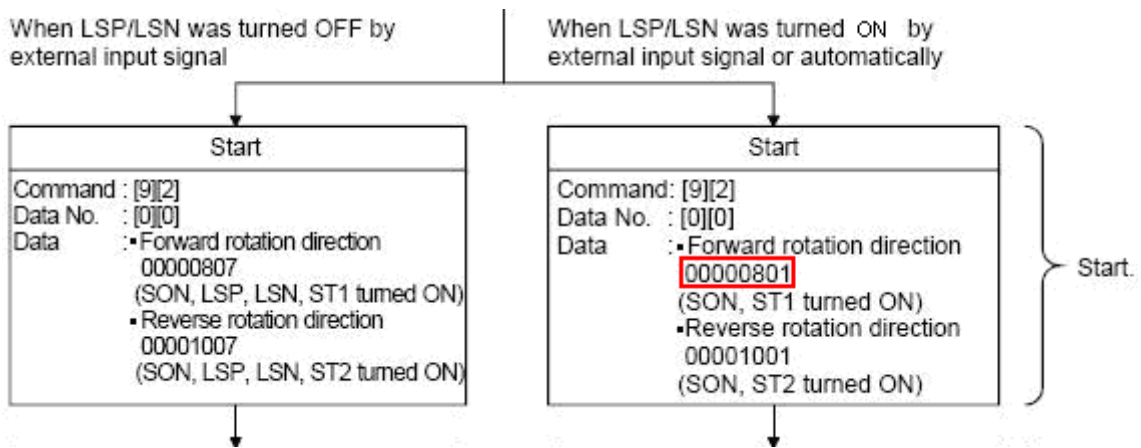 When LSP/LSN was turned OFF by
external input signal
When LSP/LSN was turned ON by
external input signal or automatically
Start
Command : [9][2]
Data No. : [0][0]
Data :▪Forward rotation direction
00000807
(SON, LSP, LSN, ST1 turned ON)
▪Reverse rotation direction
00001007
(SON, LSP, LSN, ST2 turned ON)
Start
Command: [9][2]
Data No. : [0][0]
Data :▪Forward rotation direction
00000801
(SON, ST1 turned ON)
▪Reverse rotation direction
00001001
(SON, ST2 turned ON)
Start.